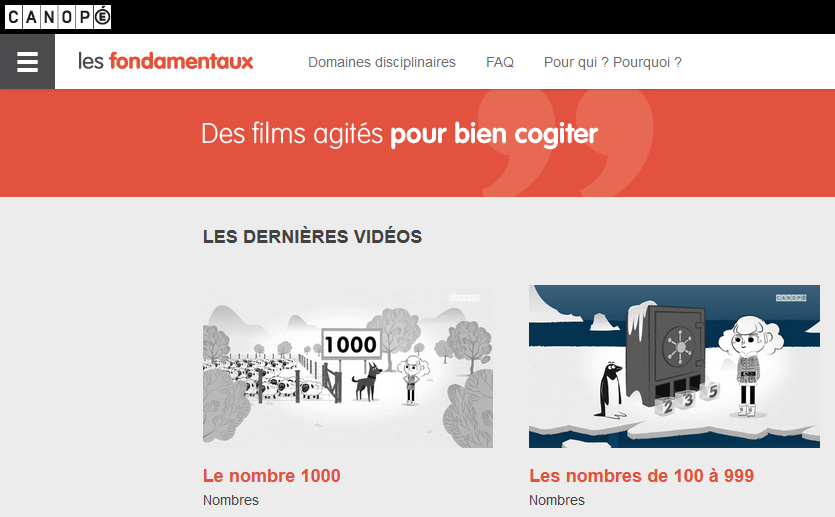 CANOPÉ
les fondamentaux Domaines disciplinaires FAQ Pour qui ? Pourquoi ?
Des films agités pour bien cogiter
LES DERNIÈRES VIDÉOS
CANOPÉ CANOPÉ
1000
2 3 5
Le nombre 1000 Les nombres de 100 à 999
Nombres Nombres